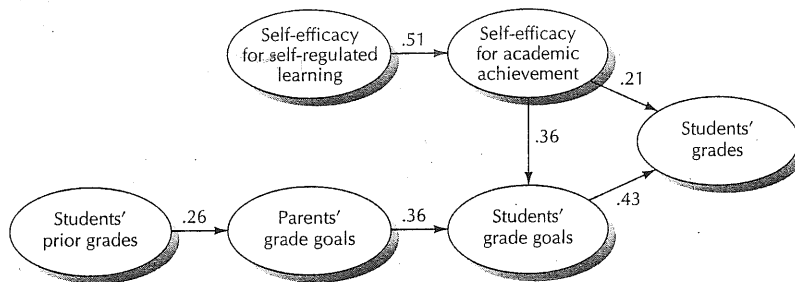 Self-efficacy
for self-regulated
learning
.51
Self-efficacy
for academic
achievement
.21
.36
Students'
grades
Students'
prior grades
.26
Parents'
grade goals
.36
Students'
grade goals
.43